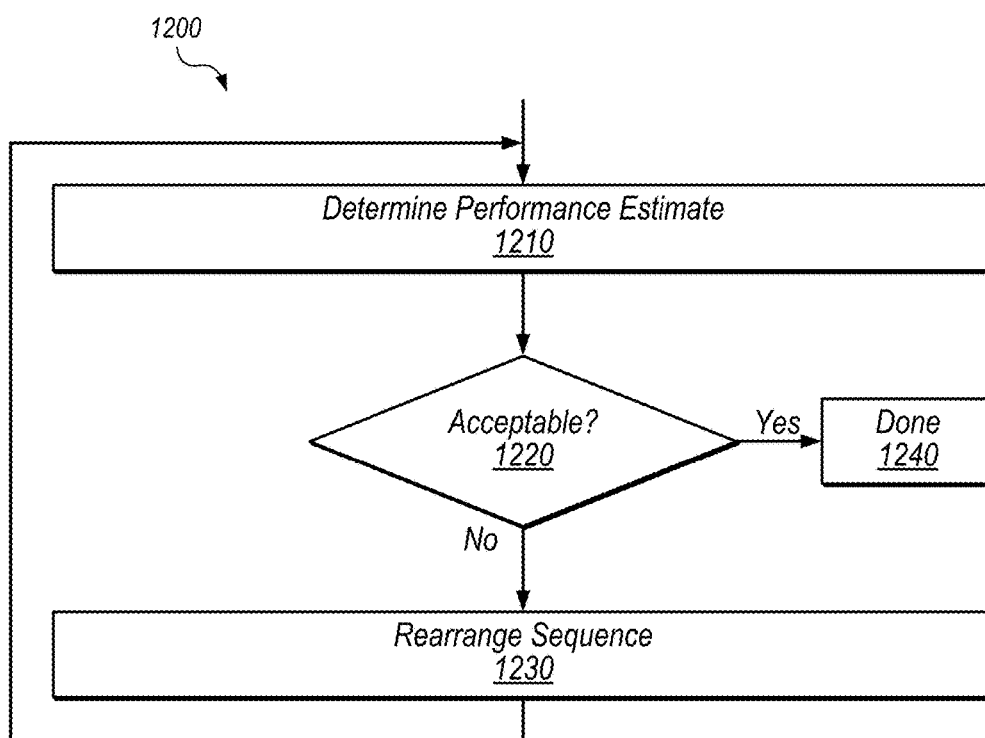 1200
Determine Performance Estimate
1210
Acceptable?
1220
Yes
Done
1240
No
Rearrange Sequence
1230